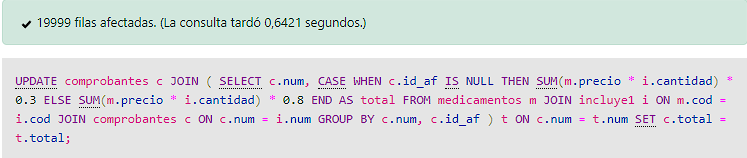 ✔ 19999 filas afectadas. (La consulta tardó 0,6421 segundos.)
UPDATE comprobantes c JOIN ( SELECT c.num, CASE WHEN c.id_af IS NULL THEN SUM(m.precio * i.cantidad) *
0.3 ELSE SUM(m.precio * i.cantidad) * 0.8 END AS total FROM medicamentos m JOIN incluye1 i ON m.cod =
i.cod JOIN comprobantes c ON c.num = i.num GROUP BY c.num, c.id_af ) t ON c.num = t.num SET c.total =
t.total;